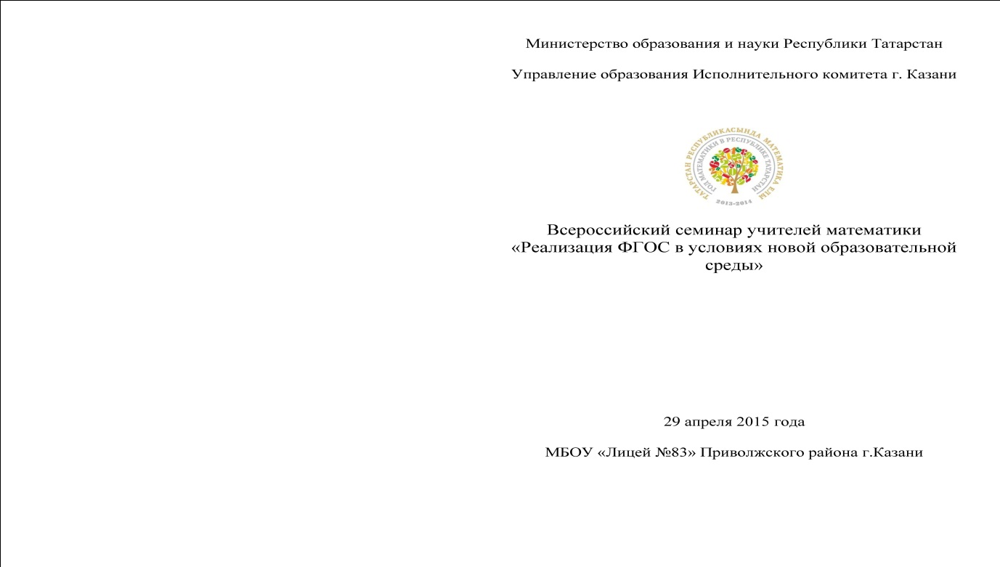 Министерство образования и науки Республики Татарстан
Управление образования Исполнительного комитета г. Казани
ТАТАРСТАН РЕСПУБЛИКАСЫНДА МАТЕМАТИКА ЕЛЫ
ГОД МАТЕМАТИКИ В РЕСПУБЛИКЕ ТАТАРСТАН
2013-2014
Всероссийский семинар учителей математики
«Реализация ФГОС в условиях новой образовательной
среды»
29 апреля 2015 года
МБОУ «Лицей №83» Приволжского района г.Казани